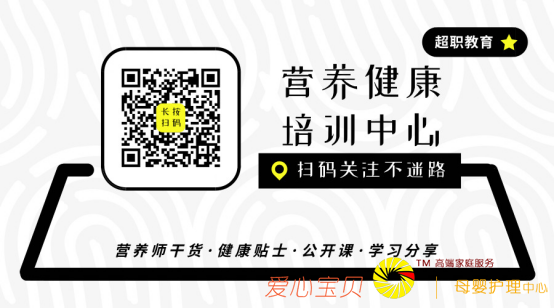 超职教育
长按
扫码
营养健康
培训中心
扫码关注不迷路
营养师干货·健康贴士·公开课·学习分享
TM 高端家庭服务
爱心宝贝
母婴护理中心